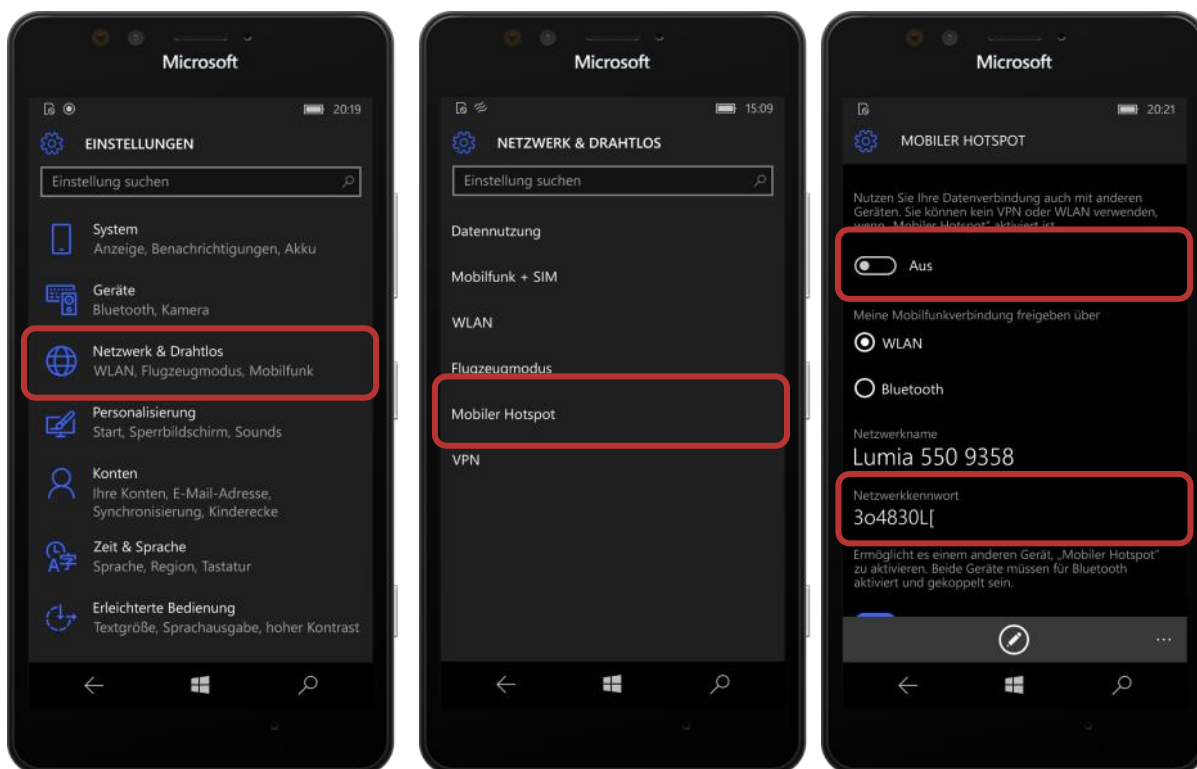 Microsoft
20:19
EINSTELLUNGEN
Einstellung suchen
System
Anzeige, Benachrichtigungen, Akku
Geräte
Bluetooth, Kamera
Netzwerk & Drahtlos
WLAN, Flugzeugmodus, Mobilfunk
Personalisierung
Start, Sperrbildschirm, Sounds
Konten
Ihre Konten, E-Mail-Adresse,
Synchronisierung, Kinderecke
Zeit & Sprache
Sprache, Region, Tastatur
Erleichterte Bedienung
Textgröße, Sprachausgabe, hoher Kontrast
Microsoft
15:09
NETZWERK & DRAHTLOS
Einstellung suchen
Datennutzung
Mobilfunk + SIM
WLAN
Flugzeugmodus
Mobiler Hotspot
VPN
Microsoft
20:21
MOBILER HOTSPOT
Nutzen Sie Ihre Datenverbindung auch mit anderen
Geräten. Sie können kein VPN oder WLAN verwenden,
wenn „Mobiler Hotspot" aktiviert ist.
Aus
Meine Mobilfunkverbindung freigeben über
WLAN
Bluetooth
Netzwerkname
Lumia 550 9358
Netzwerkkennwort
3o4830L[
Ermöglicht es einem anderen Gerät, „Mobiler Hotspot"
zu aktivieren. Beide Geräte müssen für Bluetooth
aktiviert und gekoppelt sein.